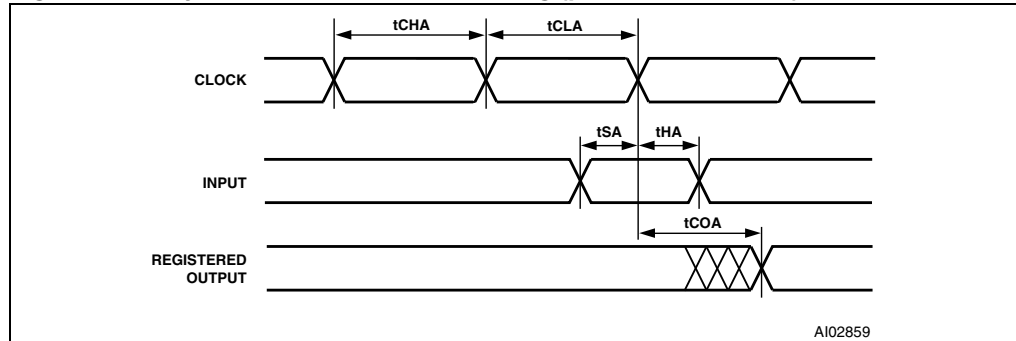 tCHA tCLA
CLOCK
tSA tHA
INPUT
tCOA
REGISTERED
OUTPUT
AI02859